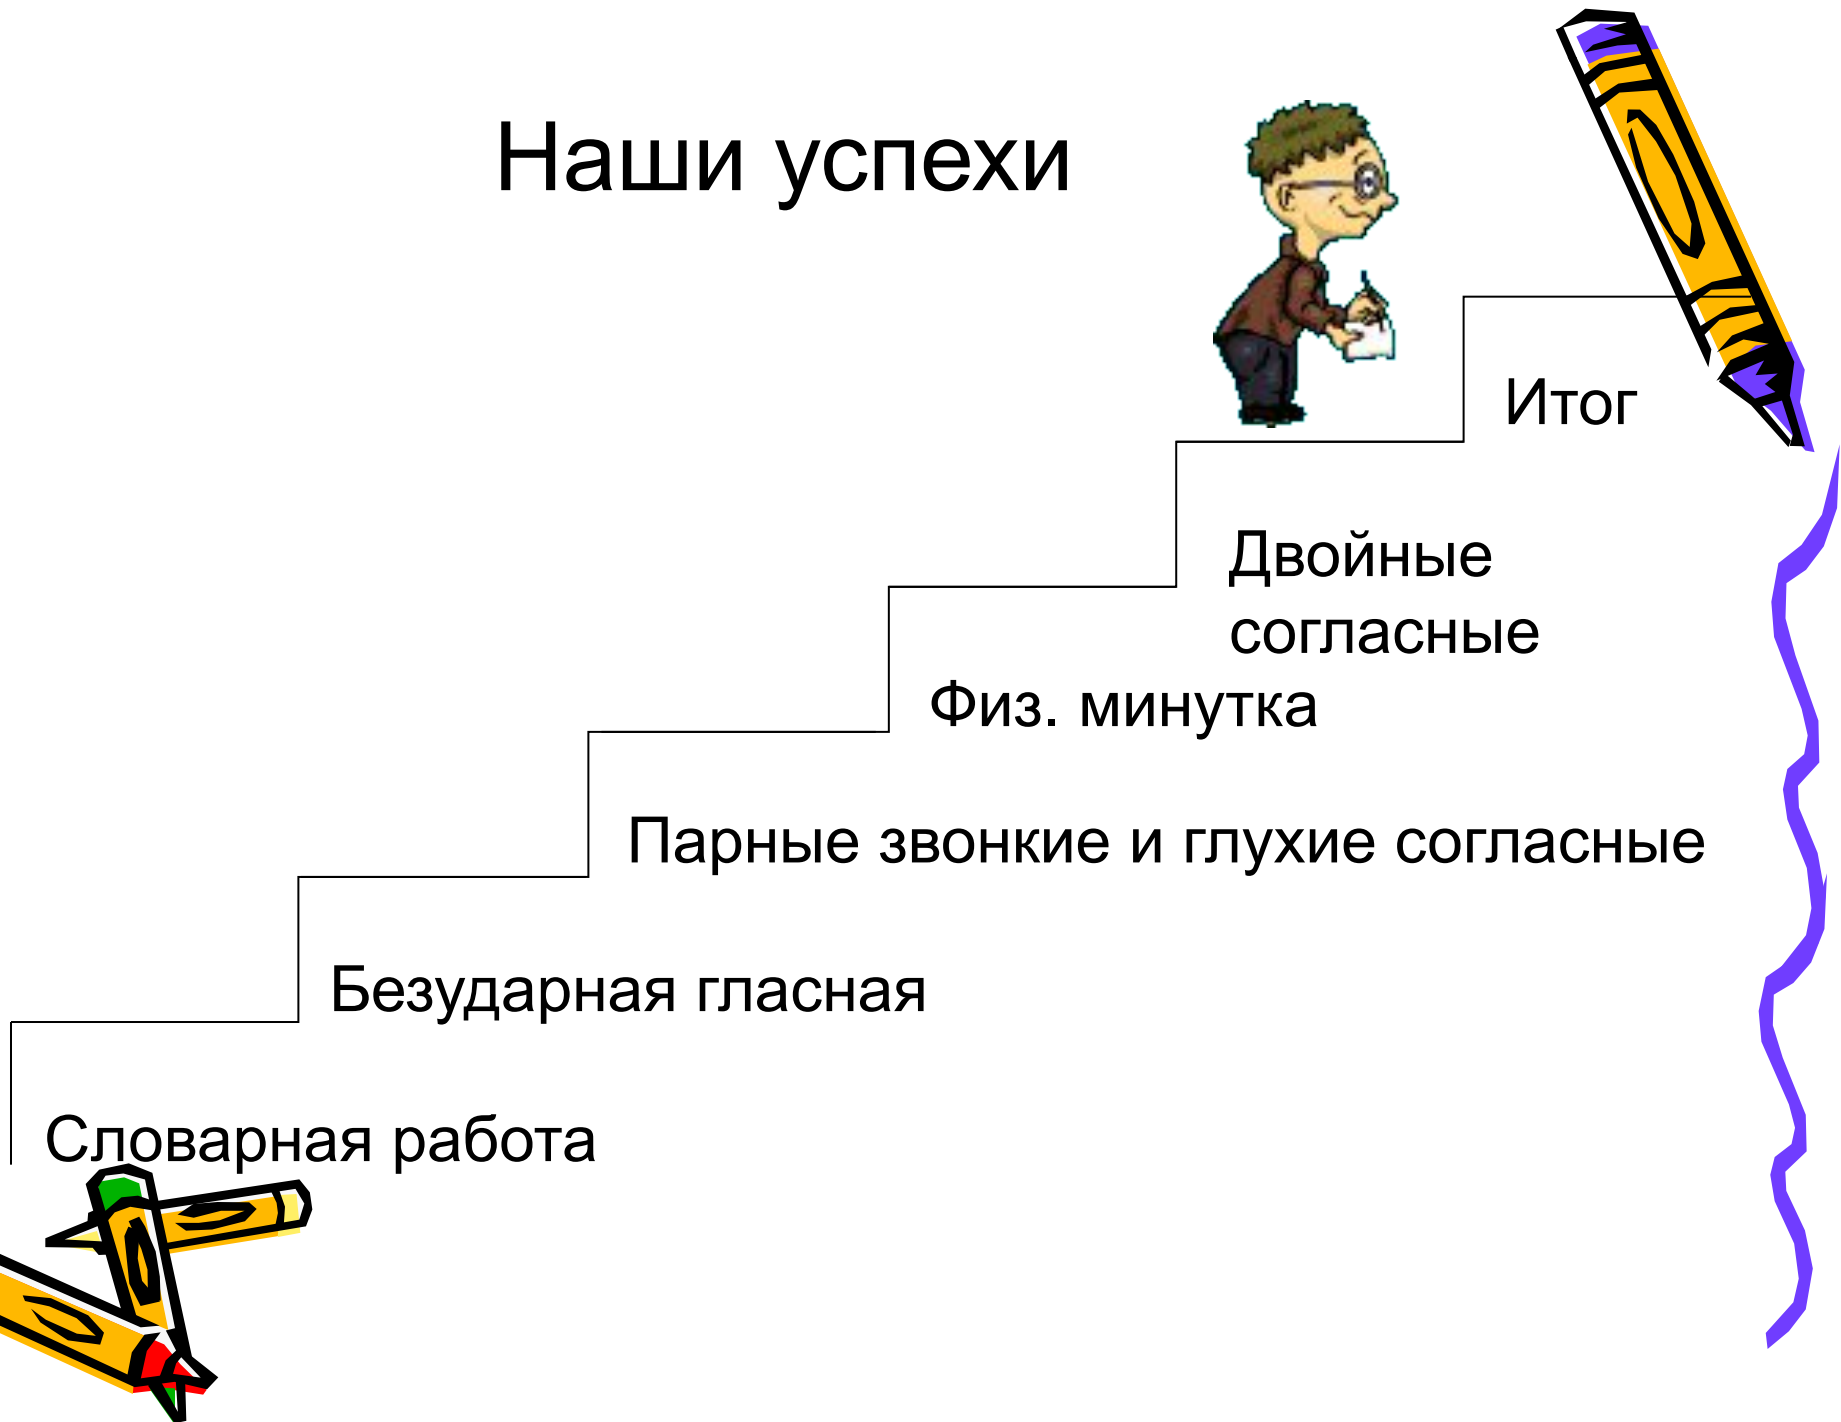 Наши успехи
Итог
Двойные
согласные
Физ. минутка
Парные звонкие и глухие согласные
Безударная гласная
Словарная работа